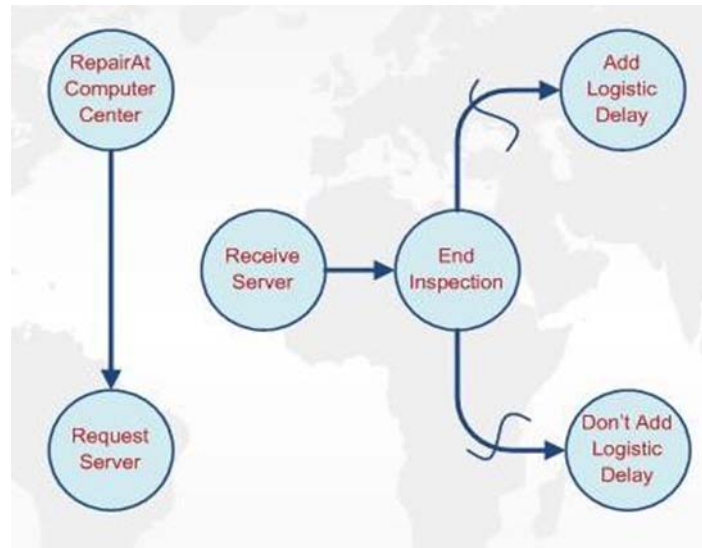 RepairAt
Computer
Center
Add
Logistic
Delay
Receive
Server
End
Inspection
Request
Server
Don't Add
Logistic
Delay